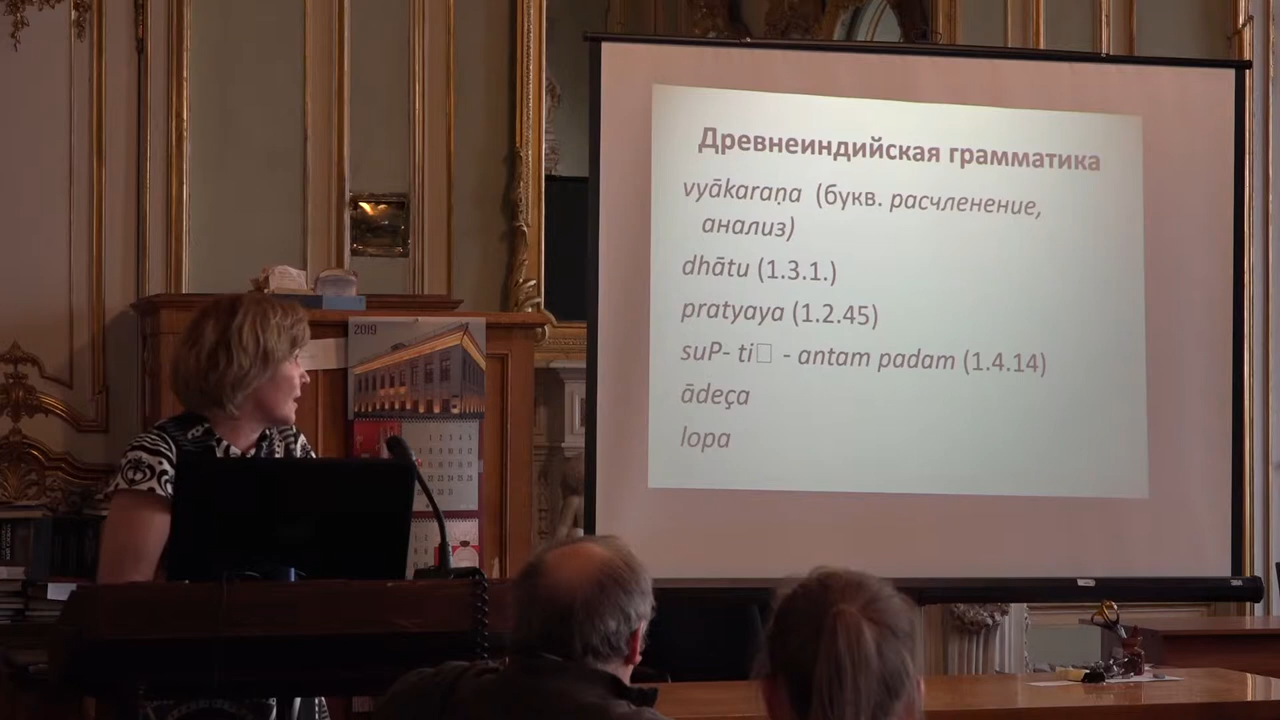 Древнеиндийская грамматика
vyākaraṇa (букв. расчленение,
анализ)
dhātu (1.3.1.)
pratyaya (1.2.45)
suP- ti□ - antam padam (1.4.14)
ādeça
lopa
2019